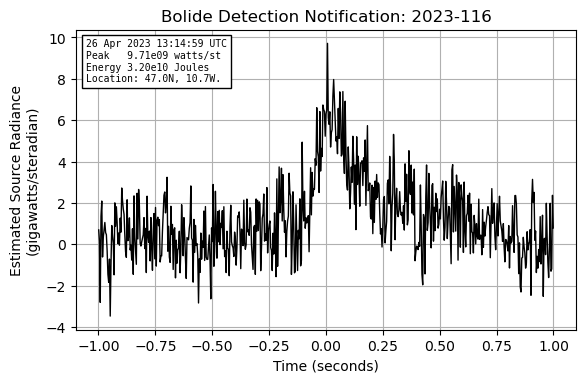 Bolide Detection Notification: 2023-116
26 Apr 2023 13:14:59 UTC
Peak   9.71e09 watts/st
Energy 3.20e10 Joules
Location: 47.0N, 10.7W.
Estimated Source Radiance
(gigawatts/steradian)
10
8
6
4
2
0
−2
−4
−1.00 −0.75 −0.50 −0.25 0.00 0.25 0.50 0.75 1.00
Time (seconds)